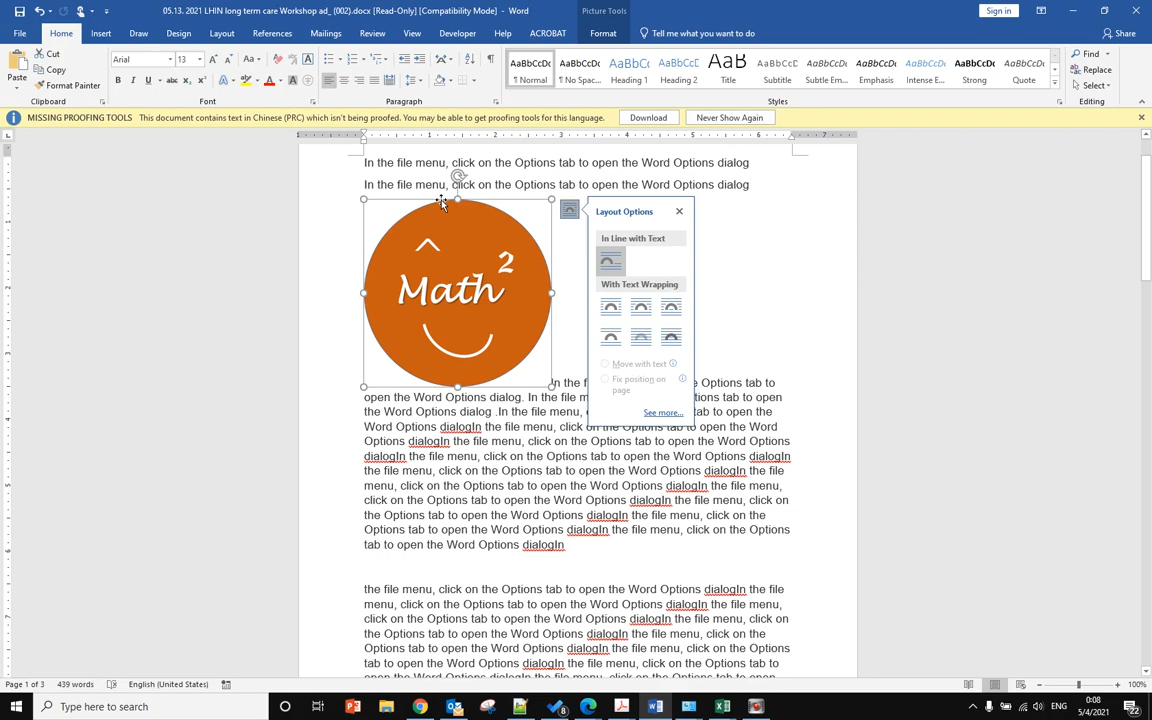 05.13. 2021 LHIN long term care Workshop ad_ (002).docx [Read-Only] [Compatibility Mode] - Word
Picture Tools
Sign in
File Home Insert Draw Design Layout References Mailings Review View Developer Help ACROBAT Format Tell me what you want to do Share
Paste
Cut
Copy
Format Painter
Clipboard
Arial 13
Font
Paragraph
AaBbCcDc AaBbCcDc AaBbCc AaBbCcD AaB AaBbCcD AaBbCcDc AaBbCcDc AaBbCcDc AaBbCcDc AaBbCcDc
¶ Normal ¶ No Spac... Heading 1 Heading 2 Title Subtitle Subtle Em... Emphasis Intense E... Strong Quote
Styles
Find
Replace
Select
Editing
MISSING PROOFING TOOLS This document contains text in Chinese (PRC) which isn't being proofed. You may be able to get proofing tools for this language. Download Never Show Again
In the file menu, click on the Options tab to open the Word Options dialog
In the file menu, click on the Options tab to open the Word Options dialog
^
Math 2
Layout Options
In Line with Text
With Text Wrapping
Move with text
Fix position on
page
See more...
In the f e Options tab to
open the Word Options dialog. In the file m tions tab to open
the Word Options dialog .In the file menu, tab to open the
Word Options dialogIn the file menu, click on the Options tab to open the Word
Options dialogIn the file menu, click on the Options tab to open the Word Options
dialogIn the file menu, click on the Options tab to open the Word Options dialogIn
the file menu, click on the Options tab to open the Word Options dialogIn the file
menu, click on the Options tab to open the Word Options dialogIn the file menu,
click on the Options tab to open the Word Options dialogIn the file menu, click on
the Options tab to open the Word Options dialogIn the file menu, click on the
Options tab to open the Word Options dialogIn the file menu, click on the Options
tab to open the Word Options dialogIn
the file menu, click on the Options tab to open the Word Options dialogIn the file
menu, click on the Options tab to open the Word Options dialogIn the file menu,
click on the Options tab to open the Word Options dialogIn the file menu, click on
the Options tab to open the Word Options dialogIn the file menu, click on the
Options tab to open the Word Options dialogIn the file menu, click on the Options
tab to open the Word Options dialogIn the file menu, click on the Options tab to
Page 1 of 3 439 words English (United States) 100%
Type here to search
ENG
0:08
5/4/2021
22